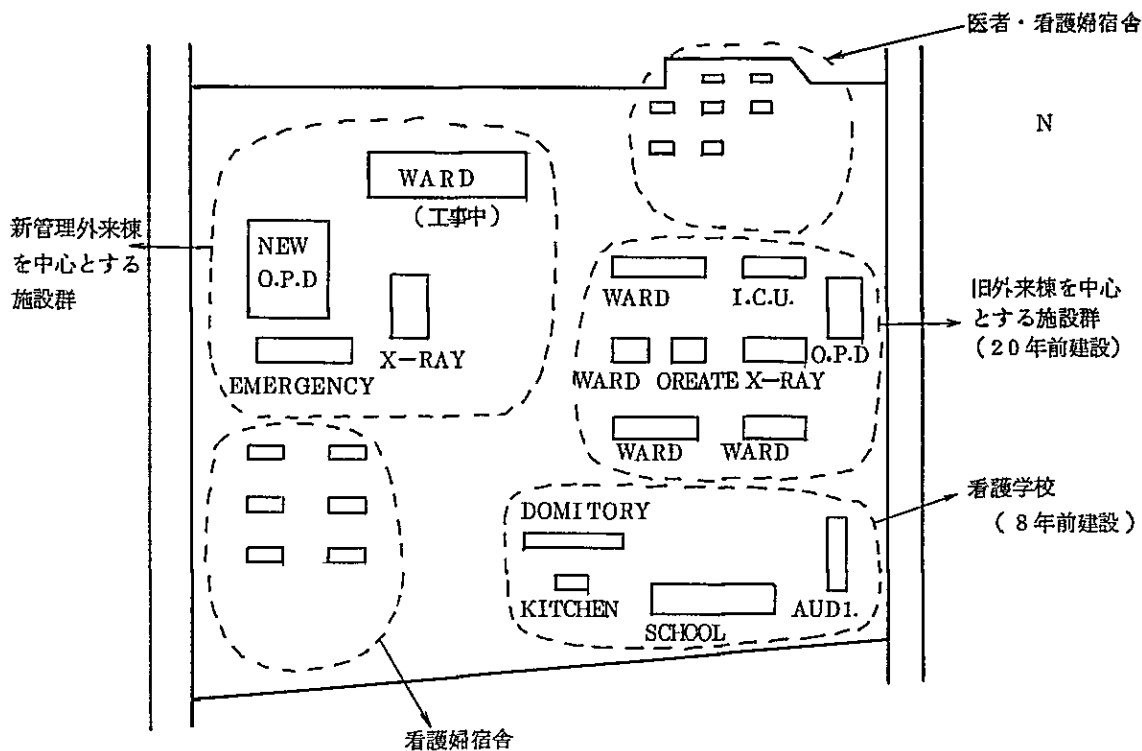 医者・看護婦宿舎
N
WARD
(工事中)
新管理外来棟
を中心とする
施設群
NEW
O.P.D
X-RAY
EMERGENCY
WARD
I.C.U.
O.P.D
旧外来棟を中心
とする施設群
(20年前建設)
WARD
OREATE
X-RAY
WARD
WARD
看護学校
(8年前建設)
DOMITORY
KITCHEN
SCHOOL
AUD1.
看護婦宿舎